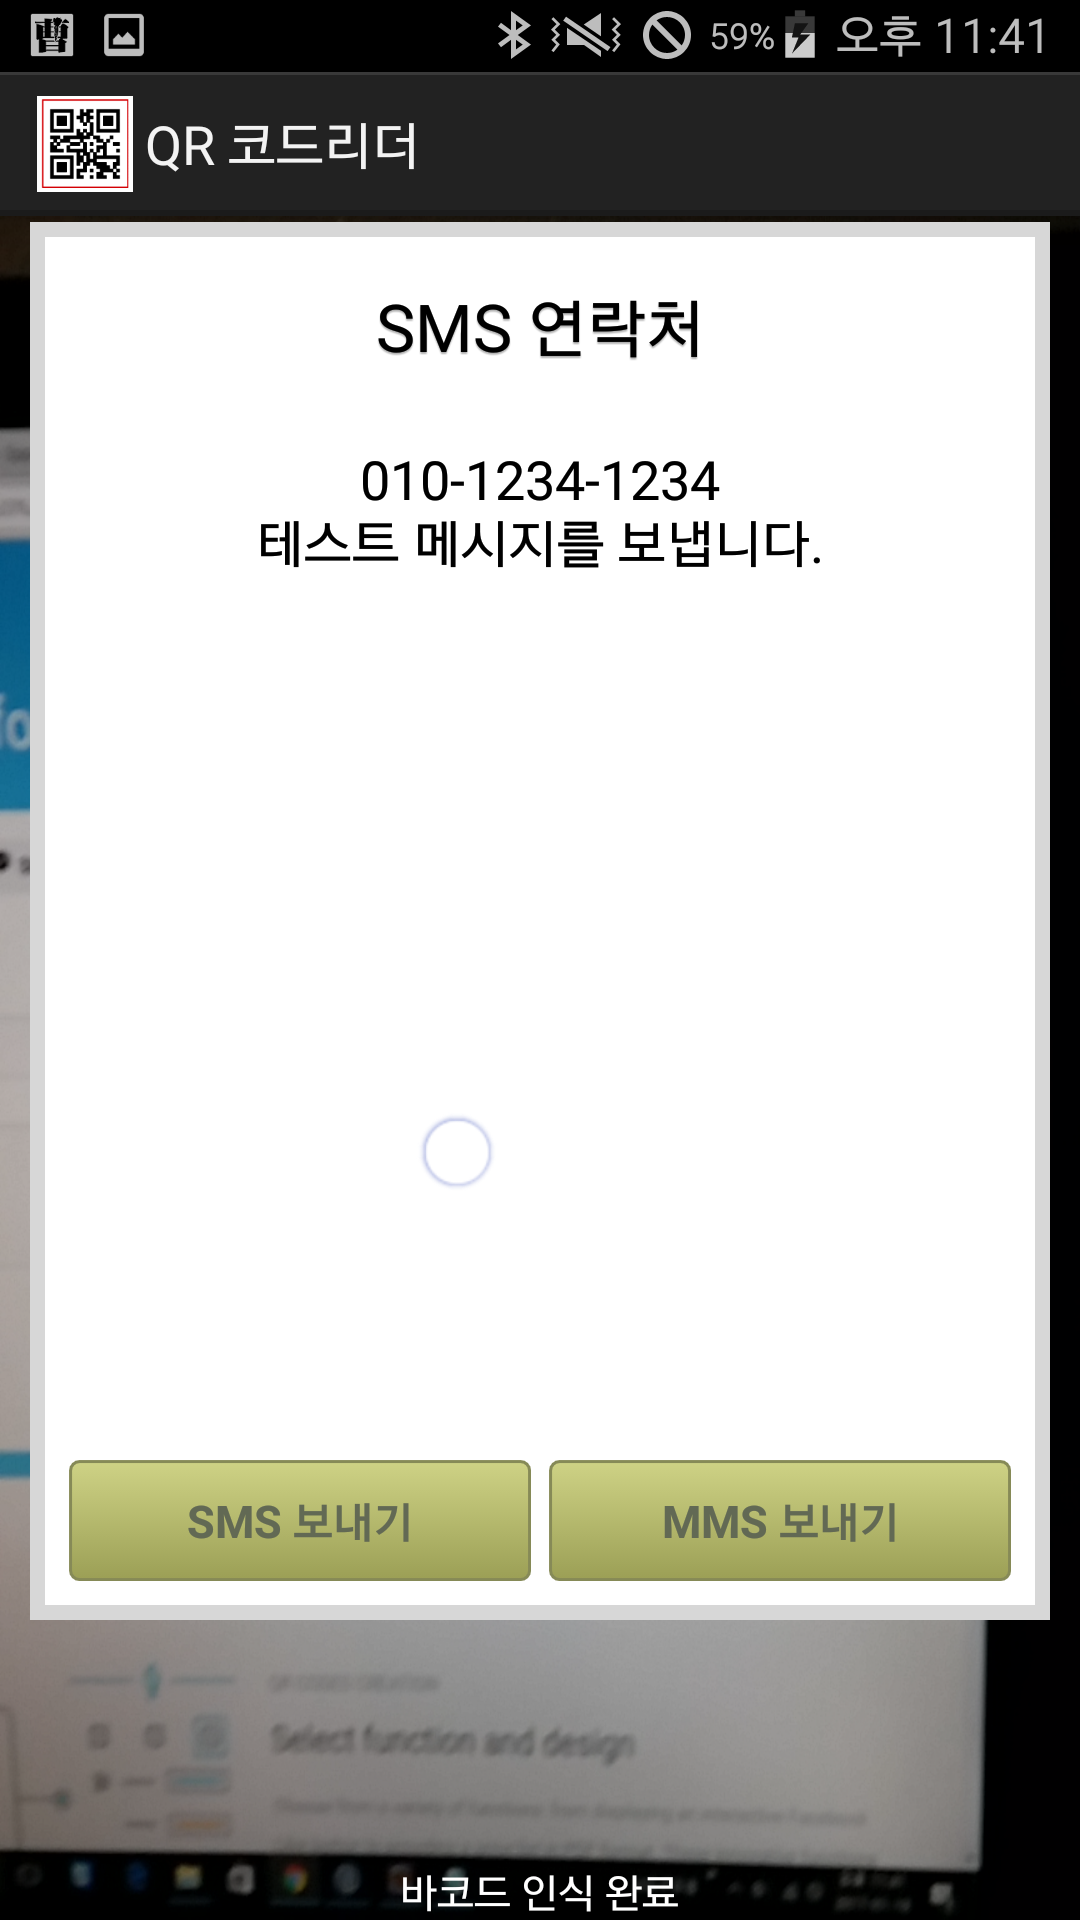 59% 오후 11:41
QR 코드리더
SMS 연락처
010-1234-1234
테스트 메시지를 보냅니다.
SMS 보내기
MMS 보내기
Select function and design
바코드 인식 완료